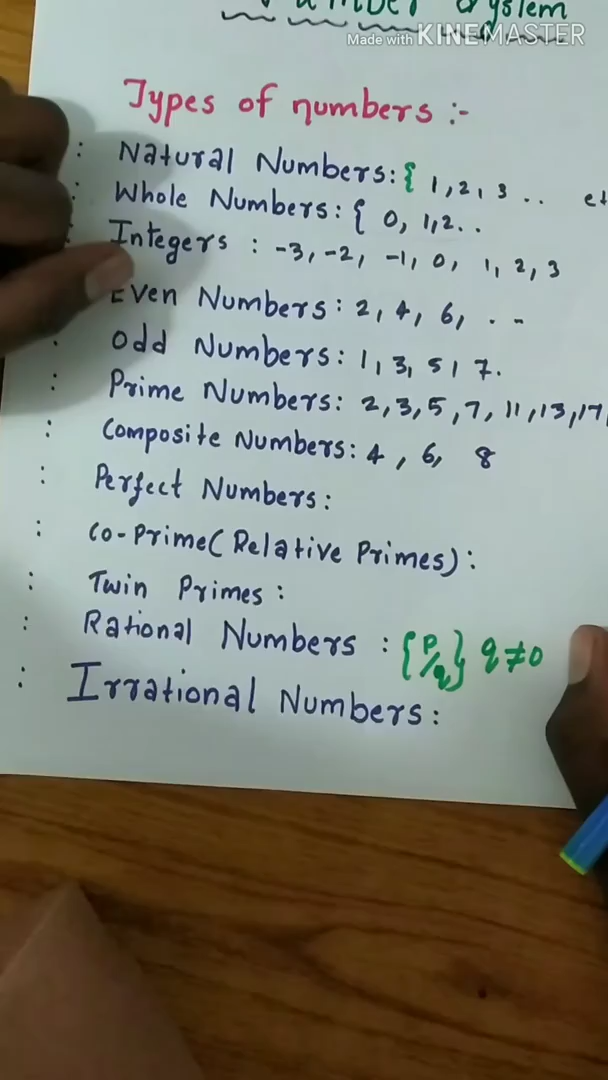 Number System
Made with KINEMASTER
Types of numbers :-
: Natural Numbers: { 1, 2, 3 .. et
: Whole Numbers: { 0, 1, 2..
: Integers : -3, -2, -1, 0, 1, 2, 3
Even Numbers: 2, 4, 6, . .
: Odd Numbers: 1, 3, 5, 7.
: Prime Numbers: 2, 3, 5, 7, 11, 13, 17,
: Composite Numbers: 4, 6, 8
: Perfect Numbers:
: Co-Prime( Relative Primes):
: Twin Primes:
: Rational Numbers : {P/q} q≠0
: Irrational Numbers: